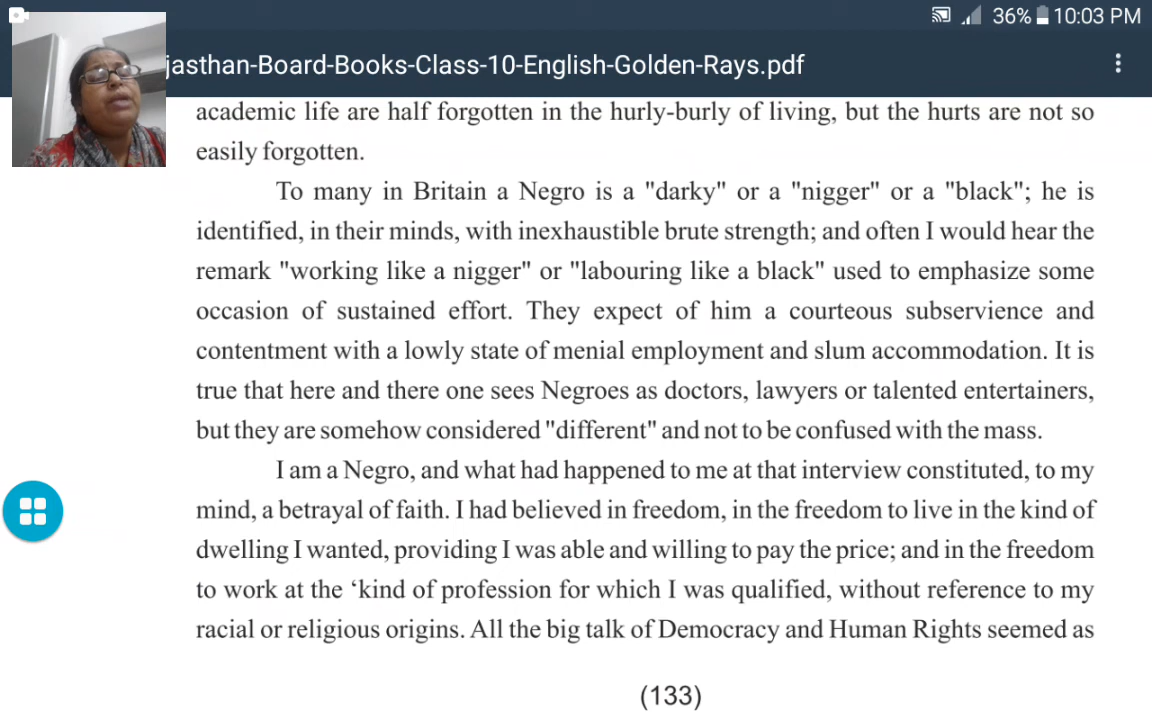 36% 10:03 PM
jasthan-Board-Books-Class-10-English-Golden-Rays.pdf
academic life are half forgotten in the hurly-burly of living, but the hurts are not so
easily forgotten.
To many in Britain a Negro is a "darky" or a "nigger" or a "black"; he is
identified, in their minds, with inexhaustible brute strength; and often I would hear the
remark "working like a nigger" or "labouring like a black" used to emphasize some
occasion of sustained effort. They expect of him a courteous subservience and
contentment with a lowly state of menial employment and slum accommodation. It is
true that here and there one sees Negroes as doctors, lawyers or talented entertainers,
but they are somehow considered "different" and not to be confused with the mass.
I am a Negro, and what had happened to me at that interview constituted, to my
mind, a betrayal of faith. I had believed in freedom, in the freedom to live in the kind of
dwelling I wanted, providing I was able and willing to pay the price; and in the freedom
to work at the ‘kind of profession for which I was qualified, without reference to my
racial or religious origins. All the big talk of Democracy and Human Rights seemed as
(133)